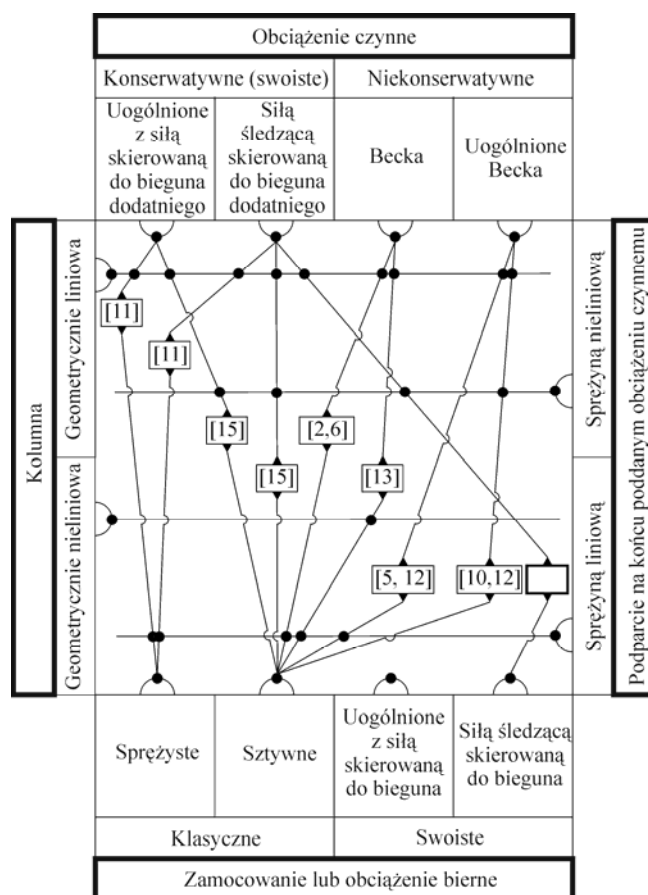 Obciążenie czynne
Konserwatywne (swoiste)
Niekonserwatywne
Uogólnione
z siłą
skierowaną
do bieguna
dodatniego
Siłą
śledzącą
skierowaną
do bieguna
dodatniego
Becka
Uogólnione
Becka
Kolumna
Geometrycznie liniowa
Geometrycznie nieliniowa
[11]
[11]
[15]
[2,6]
[15]
[13]
[5, 12]
[10,12]
Sprężyną nieliniową
Sprężyną liniową
Podparcie na końcu poddanym obciążeniu czynnemu
Sprężyste
Sztywne
Uogólnione
z siłą
skierowaną
do bieguna
Siłą śledzącą
skierowaną
do bieguna
Klasyczne
Swoiste
Zamocowanie lub obciążenie bierne